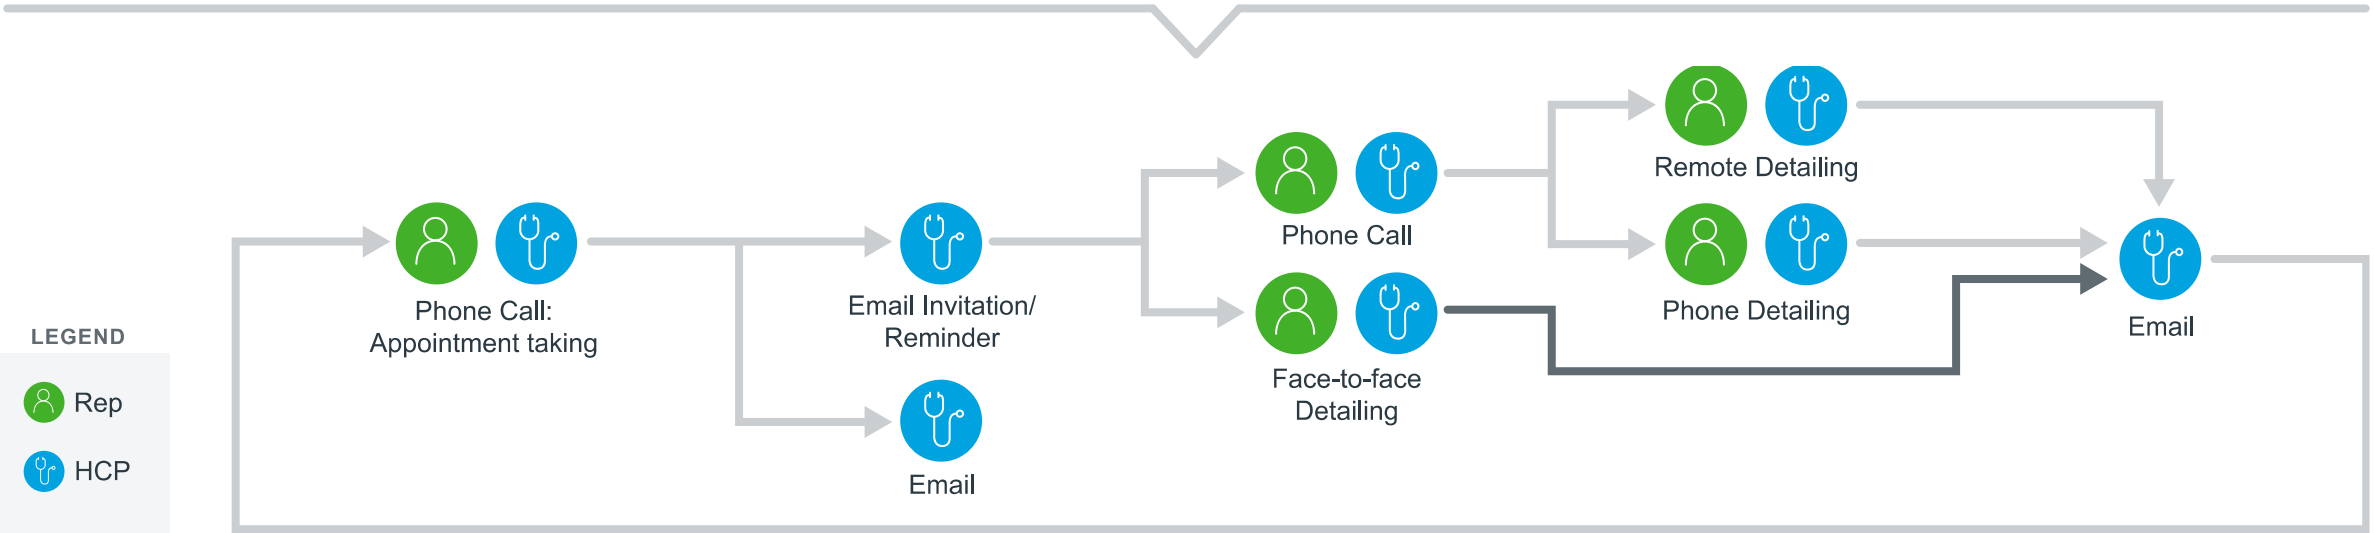 Remote Detailing
Phone Call
Phone Call:
Appointment taking
Email Invitation/
Reminder
Phone Detailing
Email
Face-to-face
Detailing
Email
LEGEND
Rep
HCP